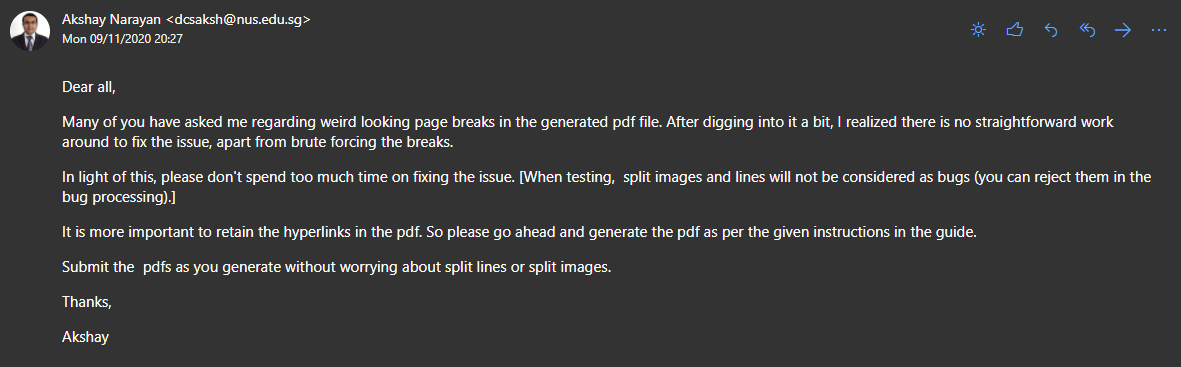 Akshay Narayan <dcsaksh@nus.edu.sg>
Mon 09/11/2020 20:27
Dear all,
Many of you have asked me regarding weird looking page breaks in the generated pdf file. After digging into it a bit, I realized there is no straightforward work
around to fix the issue, apart from brute forcing the breaks.
In light of this, please don't spend too much time on fixing the issue. [When testing,  split images and lines will not be considered as bugs (you can reject them in the
bug processing).]
It is more important to retain the hyperlinks in the pdf. So please go ahead and generate the pdf as per the given instructions in the guide.
Submit the  pdfs as you generate without worrying about split lines or split images.
Thanks,
Akshay